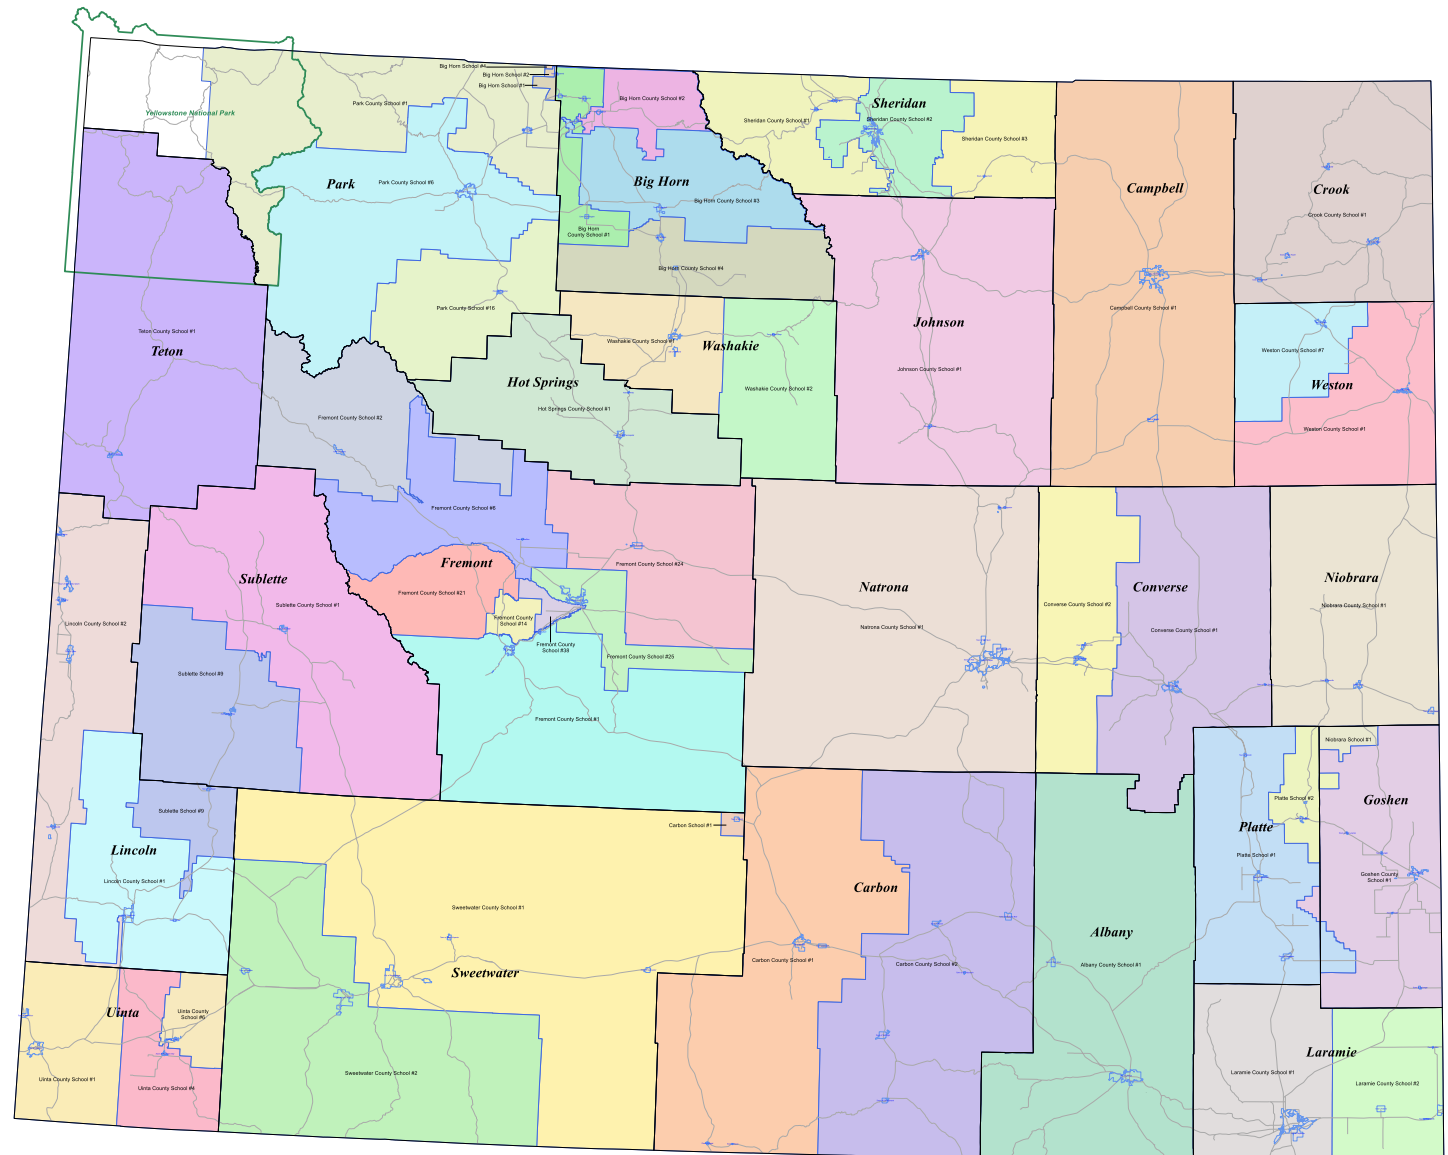 Big Horn School #1
Big Horn School #2
Big Horn School #1
Yellowstone National Park
Park County School #1
Big Horn County School #2
Sheridan
Sheridan County School #1
Sheridan County School #2
Sheridan County School #3
Park
Park County School #6
Big Horn
Big Horn County School #3
Campbell
Crook
Crook County School #1
Big Horn
County School #1
Big Horn County School #4
Park County School #16
Campbell County School #1
Teton County School #1
Teton
Johnson
Johnson County School #1
Washakie County School #1
Washakie
Washakie County School #2
Weston County School #7
Weston
Weston County School #1
Hot Springs
Hot Springs County School #1
Fremont County School #2
Fremont County School #6
Fremont
Fremont County School #24
Fremont County School #21
Fremont County
School #14
Fremont County
School #38
Fremont County School #25
Fremont County School #1
Sublette
Sublette County School #1
Lincoln County School #2
Sublette School #9
Natrona
Natrona County School #1
Converse County School #2
Converse
Converse County School #1
Niobrara
Niobrara County School #1
Niobrara School #1
Sublette School #9
Lincoln
Lincoln County School #1
Carbon School #1
Sweetwater County School #1
Sweetwater
Sweetwater County School #2
Carbon
Carbon County School #1
Carbon County School #2
Albany
Albany County School #1
Platte School #2
Platte
Platte School #1
Goshen
Goshen County
School #1
Uinta
Uinta County
School #6
Uinta County School #1
Uinta County School #4
Laramie
Laramie County School #1
Laramie County School #2